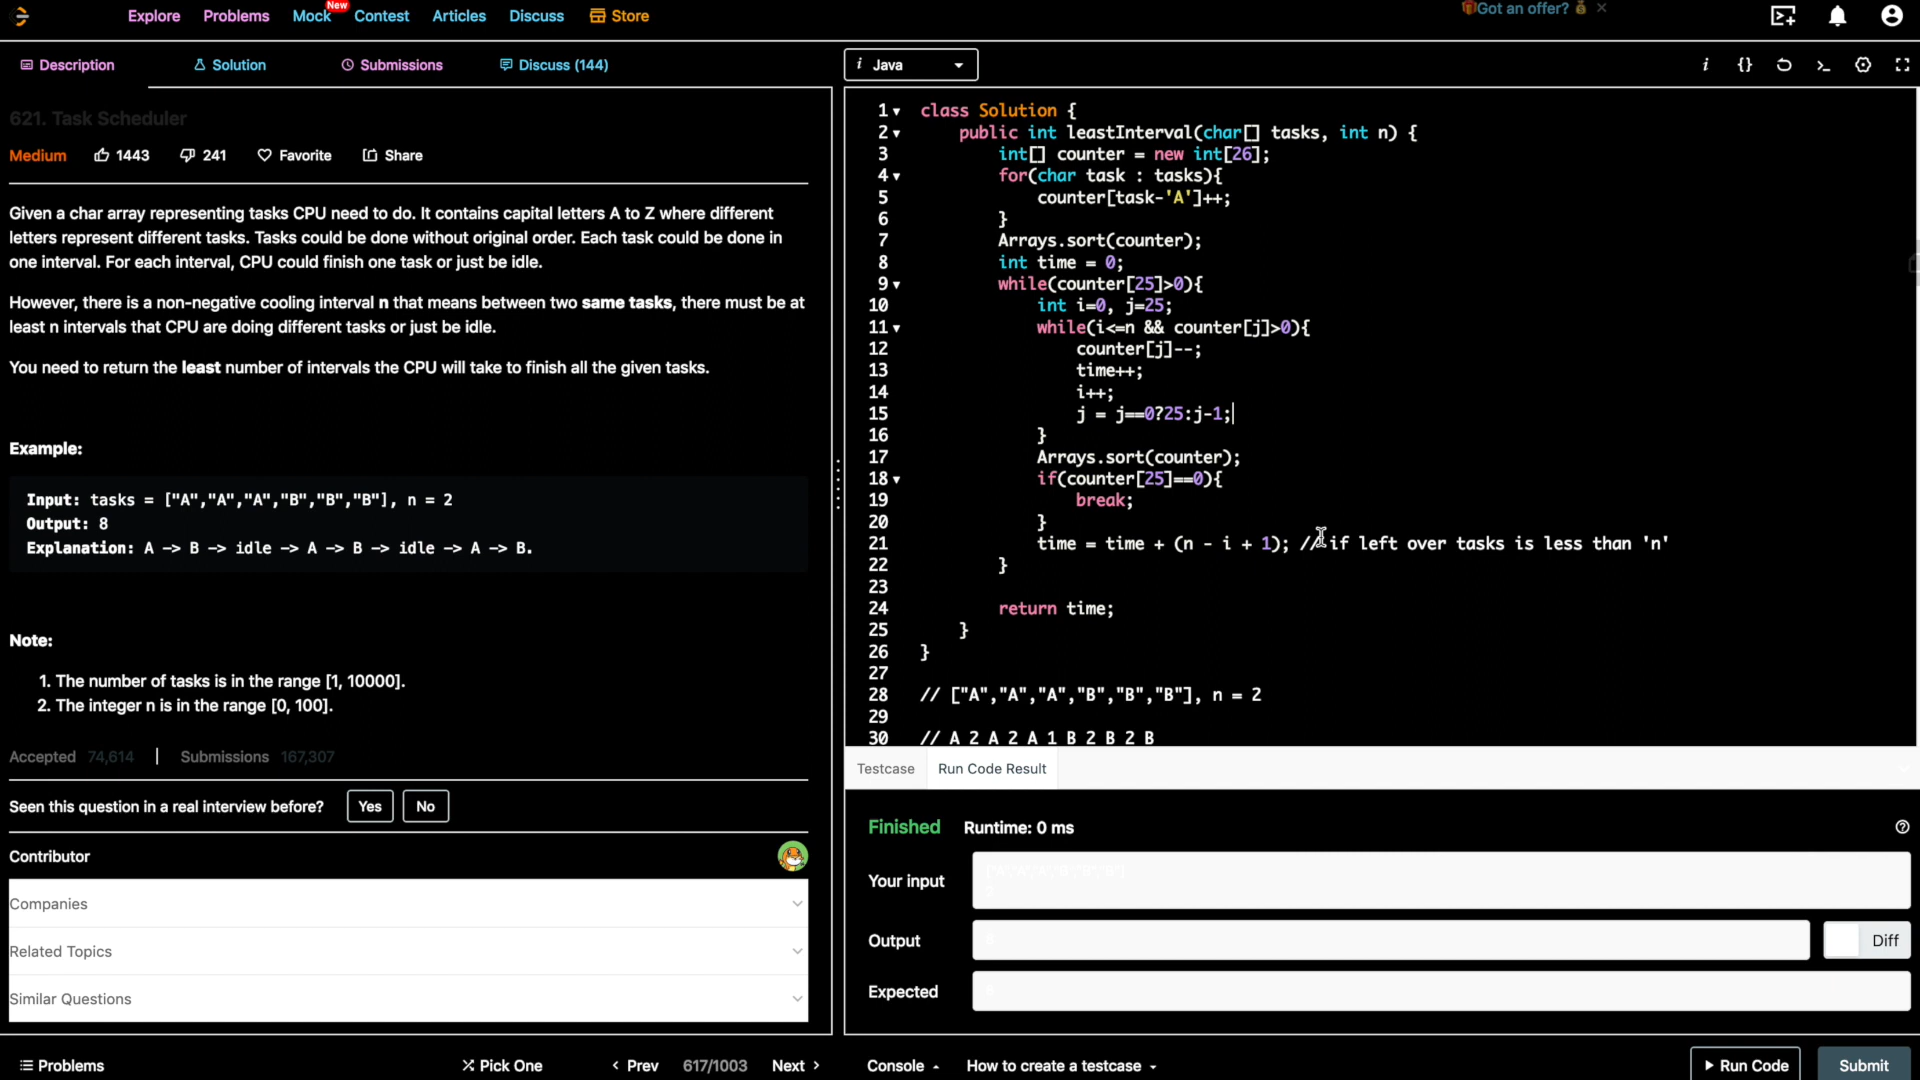 Explore Problems Mock New Contest Articles Discuss Store
Got an offer?
Description Solution Submissions Discuss (144)
621. Task Scheduler
Medium 1443 241 Favorite Share
Given a char array representing tasks CPU need to do. It contains capital letters A to Z where different
letters represent different tasks. Tasks could be done without original order. Each task could be done in
one interval. For each interval, CPU could finish one task or just be idle.
However, there is a non-negative cooling interval n that means between two same tasks, there must be at
least n intervals that CPU are doing different tasks or just be idle.
You need to return the least number of intervals the CPU will take to finish all the given tasks.
Example:
Input: tasks = ["A","A","A","B","B","B"], n = 2
Output: 8
Explanation: A -> B -> idle -> A -> B -> idle -> A -> B.
Note:
1. The number of tasks is in the range [1, 10000].
2. The integer n is in the range [0, 100].
Accepted 74,614 | Submissions 167,307
Seen this question in a real interview before? Yes No
Contributor
Companies
Related Topics
Similar Questions
Problems Pick One < Prev 617/1003 Next >
i Java
1 class Solution {
2 public int leastInterval(char[] tasks, int n) {
3 int[] counter = new int[26];
4 for(char task : tasks){
5 counter[task-'A']++;
6 }
7 Arrays.sort(counter);
8 int time = 0;
9 while(counter[25]>0){
10 int i=0, j=25;
11 while(i<=n && counter[j]>0){
12 counter[j]--;
13 time++;
14 i++;
15 j = j==0?25:j-1;
16 }
17 Arrays.sort(counter);
18 if(counter[25]==0){
19 break;
20 }
21 time = time + (n - i + 1); // if left over tasks is less than 'n'
22 }
23
24 return time;
25 }
26 }
27
28 // ["A","A","A","B","B","B"], n = 2
29
30 // A 2 A 2 A 1 B 2 B 2 B
Testcase Run Code Result
Finished Runtime: 0 ms
Your input
Output
Diff
Expected
Console How to create a testcase
Run Code Submit